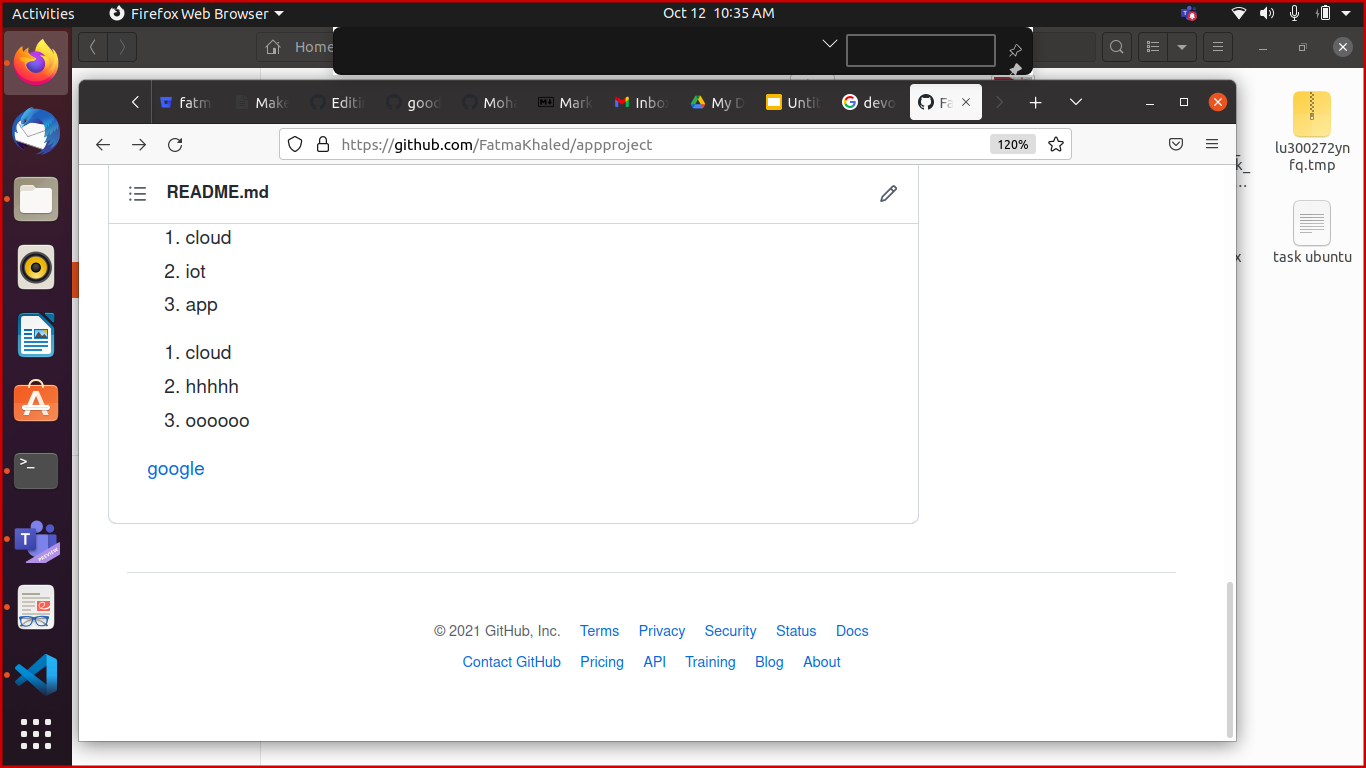 Activities
Firefox Web Browser
Oct 12 10:35 AM
Home
fatm
Make
Editi
good
Moh
Mark
Inbo
My D
Unti
devo
Fa
https://github.com/FatmaKhaled/appproject
120%
README.md
1. cloud
2. iot
3. app
1. cloud
2. hhhhh
3. oooooo
google
© 2021 GitHub, Inc.
Terms
Privacy
Security
Status
Docs
Contact GitHub
Pricing
API
Training
Blog
About
lu300272yn
fq.tmp
task ubuntu